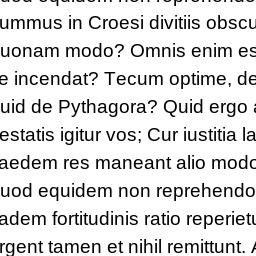 ummus in Croesi divitiis obscu
uonam modo? Omnis enim es
e incendat? Tecum optime, de
uid de Pythagora? Quid ergo a
estatis igitur vos; Cur iustitia la
aedem res maneant alio modo
uod equidem non reprehendo
adem fortitudinis ratio reperietu
rgent tamen et nihil remittunt. A